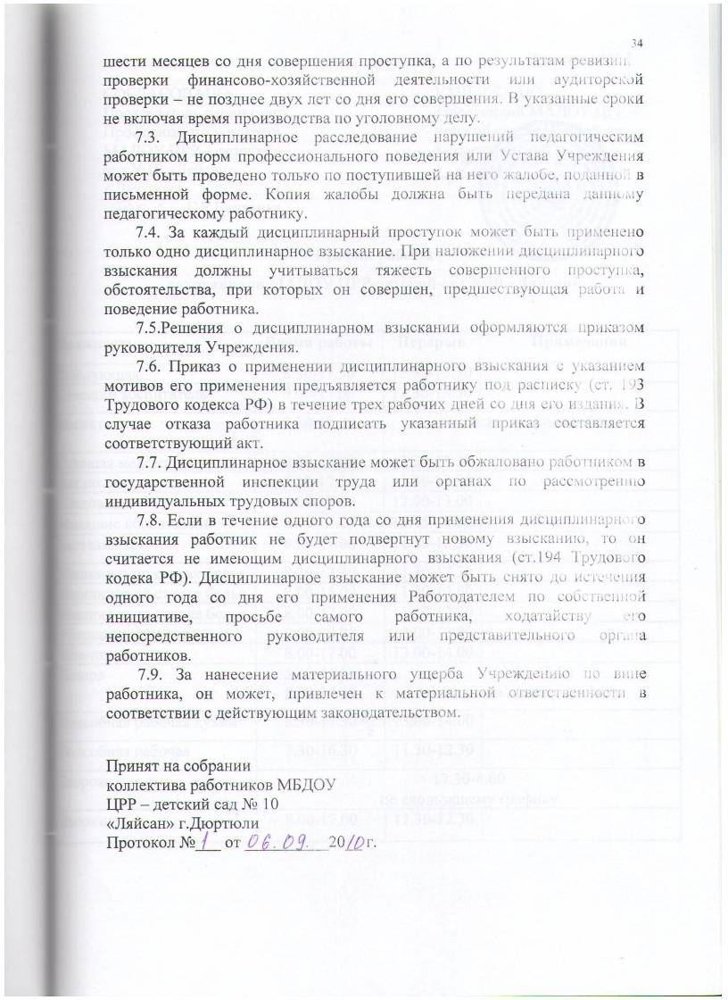 34
шести месяцев со дня совершения проступка, а по результатам ревизии,
проверки финансово-хозяйственной деятельности или аудиторской
проверки – не позднее двух лет со дня его совершения. В указанные сроки
не включая время производства по уголовному делу.
7.3. Дисциплинарное расследование нарушений педагогическим
работником норм профессионального поведения или Устава Учреждения
может быть проведено только по поступившей на него жалобе, поданной в
письменной форме. Копия жалобы должна быть передана данному
педагогическому работнику.
7.4. За каждый дисциплинарный проступок может быть применено
только одно дисциплинарное взыскание. При наложении дисциплинарного
взыскания должны учитываться тяжесть совершенного проступка,
обстоятельства, при которых он совершен, предшествующая работа и
поведение работника.
7.5.Решения о дисциплинарном взыскании оформляются приказом
руководителя Учреждения.
7.6. Приказ о применении дисциплинарного взыскания с указанием
мотивов его применения предъявляется работнику под расписку (ст. 193
Трудового кодекса РФ) в течение трех рабочих дней со дня его издания. В
случае отказа работника подписать указанный приказ составляется
соответствующий акт.
7.7. Дисциплинарное взыскание может быть обжаловано работником в
государственной инспекции труда или органах по рассмотрению
индивидуальных трудовых споров.
7.8. Если в течение одного года со дня применения дисциплинарного
взыскания работник не будет подвергнут новому взысканию, то он
считается не имеющим дисциплинарного взыскания (ст.194 Трудового
кодека РФ). Дисциплинарное взыскание может быть снято до истечения
одного года со дня его применения Работодателем по собственной
инициативе, просьбе самого работника, ходатайству его
непосредственного руководителя или представительного органа
работников.
7.9. За нанесение материального ущерба Учреждению по вине
работника, он может, привлечен к материальной ответственности в
соответствии с действующим законодательством.
Принят на собрании
коллектива работников МБДОУ
ЦРР – детский сад № 10
«Ляйсан» г.Дюртюли
Протокол № 1 от 06.09. 2010г.